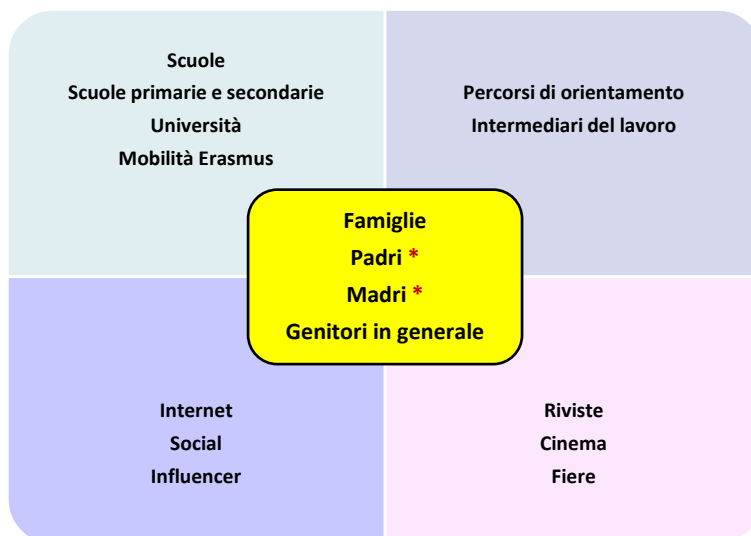 Scuole
Scuole primarie e secondarie
Università
Mobilità Erasmus
Percorsi di orientamento
Intermediari del lavoro
Famiglie
Padri *
Madri *
Genitori in generale
Internet
Social
Influencer
Riviste
Cinema
Fiere